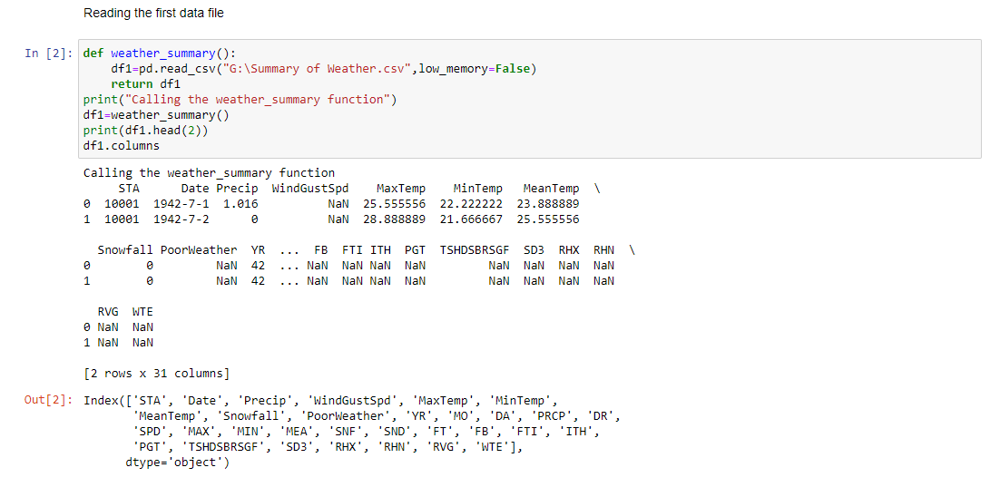 Reading the first data file
In [2]: def weather_summary():
    df1=pd.read_csv("G:\Summary of Weather.csv",low_memory=False)
    return df1
print("Calling the weather_summary function")
df1=weather_summary()
print(df1.head(2))
df1.columns
Calling the weather_summary function
     STA      Date Precip  WindGustSpd    MaxTemp    MinTemp   MeanTemp  \
0  10001  1942-7-1  1.016          NaN  25.555556  22.222222  23.888889
1  10001  1942-7-2      0          NaN  28.888889  21.666667  25.555556
  Snowfall PoorWeather  YR  ...  FB  FTI ITH  PGT  TSHDSBRSGF  SD3  RHX  RHN  \
0        0         NaN  42  ... NaN  NaN NaN  NaN         NaN  NaN  NaN  NaN
1        0         NaN  42  ... NaN  NaN NaN  NaN         NaN  NaN  NaN  NaN
  RVG  WTE
0 NaN  NaN
1 NaN  NaN
[2 rows x 31 columns]
Out[2]: Index(['STA', 'Date', 'Precip', 'WindGustSpd', 'MaxTemp', 'MinTemp',
       'MeanTemp', 'Snowfall', 'PoorWeather', 'YR', 'MO', 'DA', 'PRCP', 'DR',
       'SPD', 'MAX', 'MIN', 'MEA', 'SNF', 'SND', 'FT', 'FB', 'FTI', 'ITH',
       'PGT', 'TSHDSBRSGF', 'SD3', 'RHX', 'RHN', 'RVG', 'WTE'],
      dtype='object')